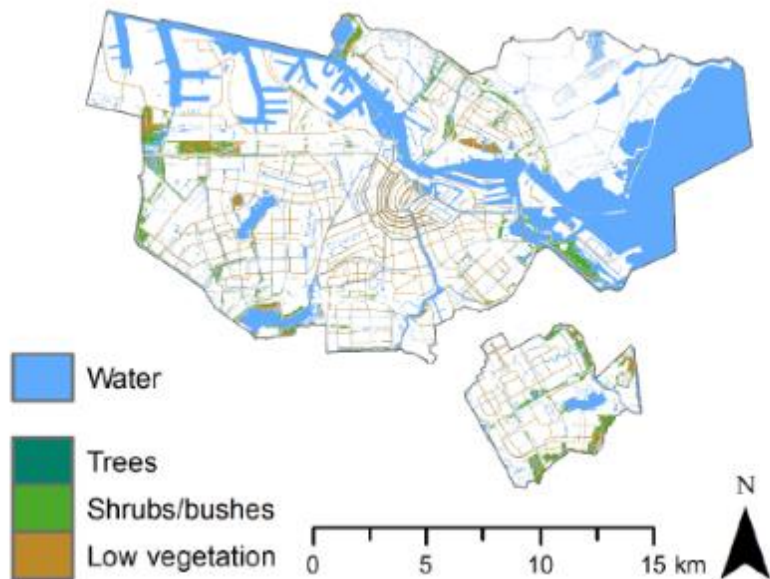 Water
Trees
Shrubs/bushes
Low vegetation
N
0 5 10 15 km